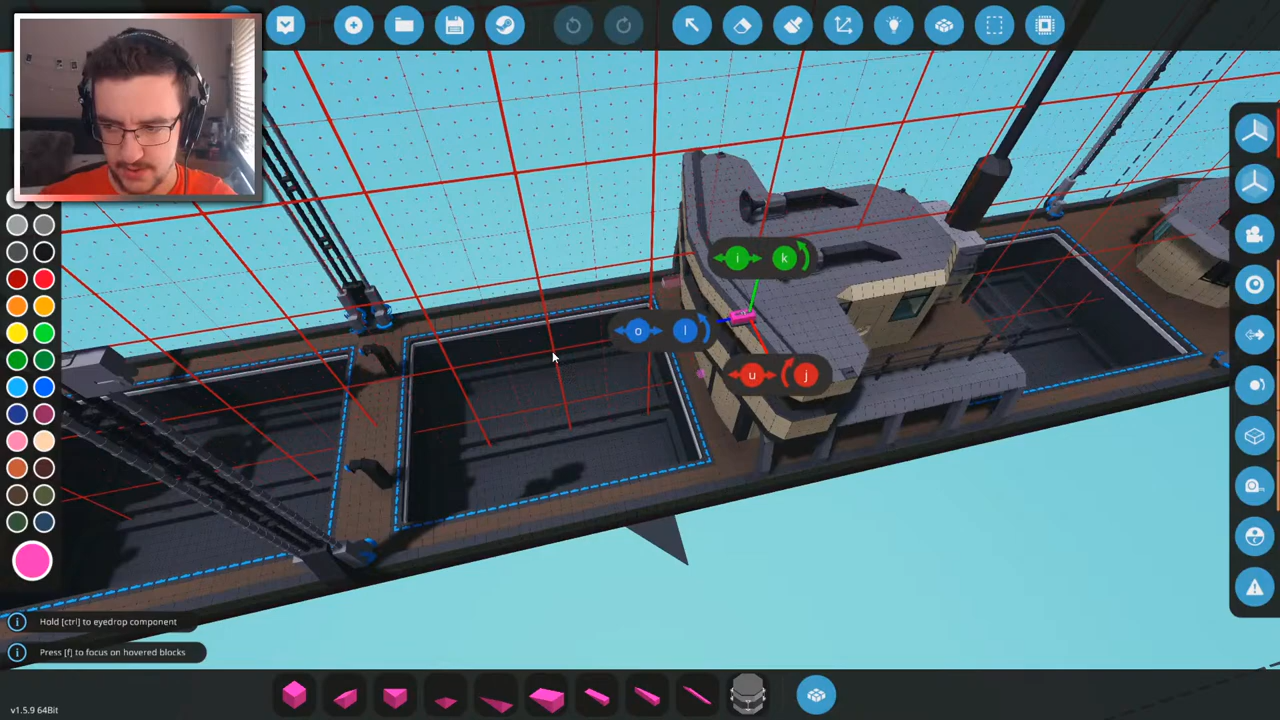 i k
o l
u j
Hold [ctrl] to eyedrop component
Press [f] to focus on hovered blocks
v1.5.9 64Bit